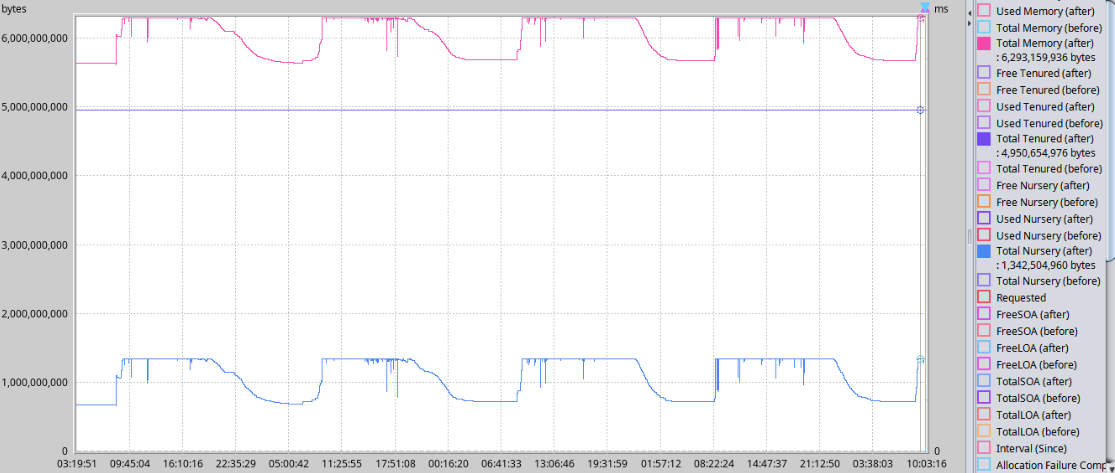 bytes
ms
6,000,000,000
5,000,000,000
4,000,000,000
3,000,000,000
2,000,000,000
1,000,000,000
0
0
03:19:51 09:45:04 16:10:16 22:35:29 05:00:42 11:25:55 17:51:08 00:16:20 06:41:33 13:06:46 19:31:59 01:57:12 08:22:24 14:47:37 21:12:50 03:38:03 10:03:16
Used Memory (after)
Total Memory (before)
Total Memory (after)
: 6,293,159,936 bytes
Free Tenured (after)
Free Tenured (before)
Used Tenured (after)
Used Tenured (before)
Total Tenured (after)
: 4,950,654,976 bytes
Total Tenured (before)
Free Nursery (after)
Free Nursery (before)
Used Nursery (after)
Used Nursery (before)
Total Nursery (after)
: 1,342,504,960 bytes
Total Nursery (before)
Requested
FreeSOA (after)
FreeSOA (before)
FreeLOA (after)
FreeLOA (before)
TotalSOA (after)
TotalSOA (before)
TotalLOA (after)
TotalLOA (before)
Interval (Since)
Allocation Failure Com